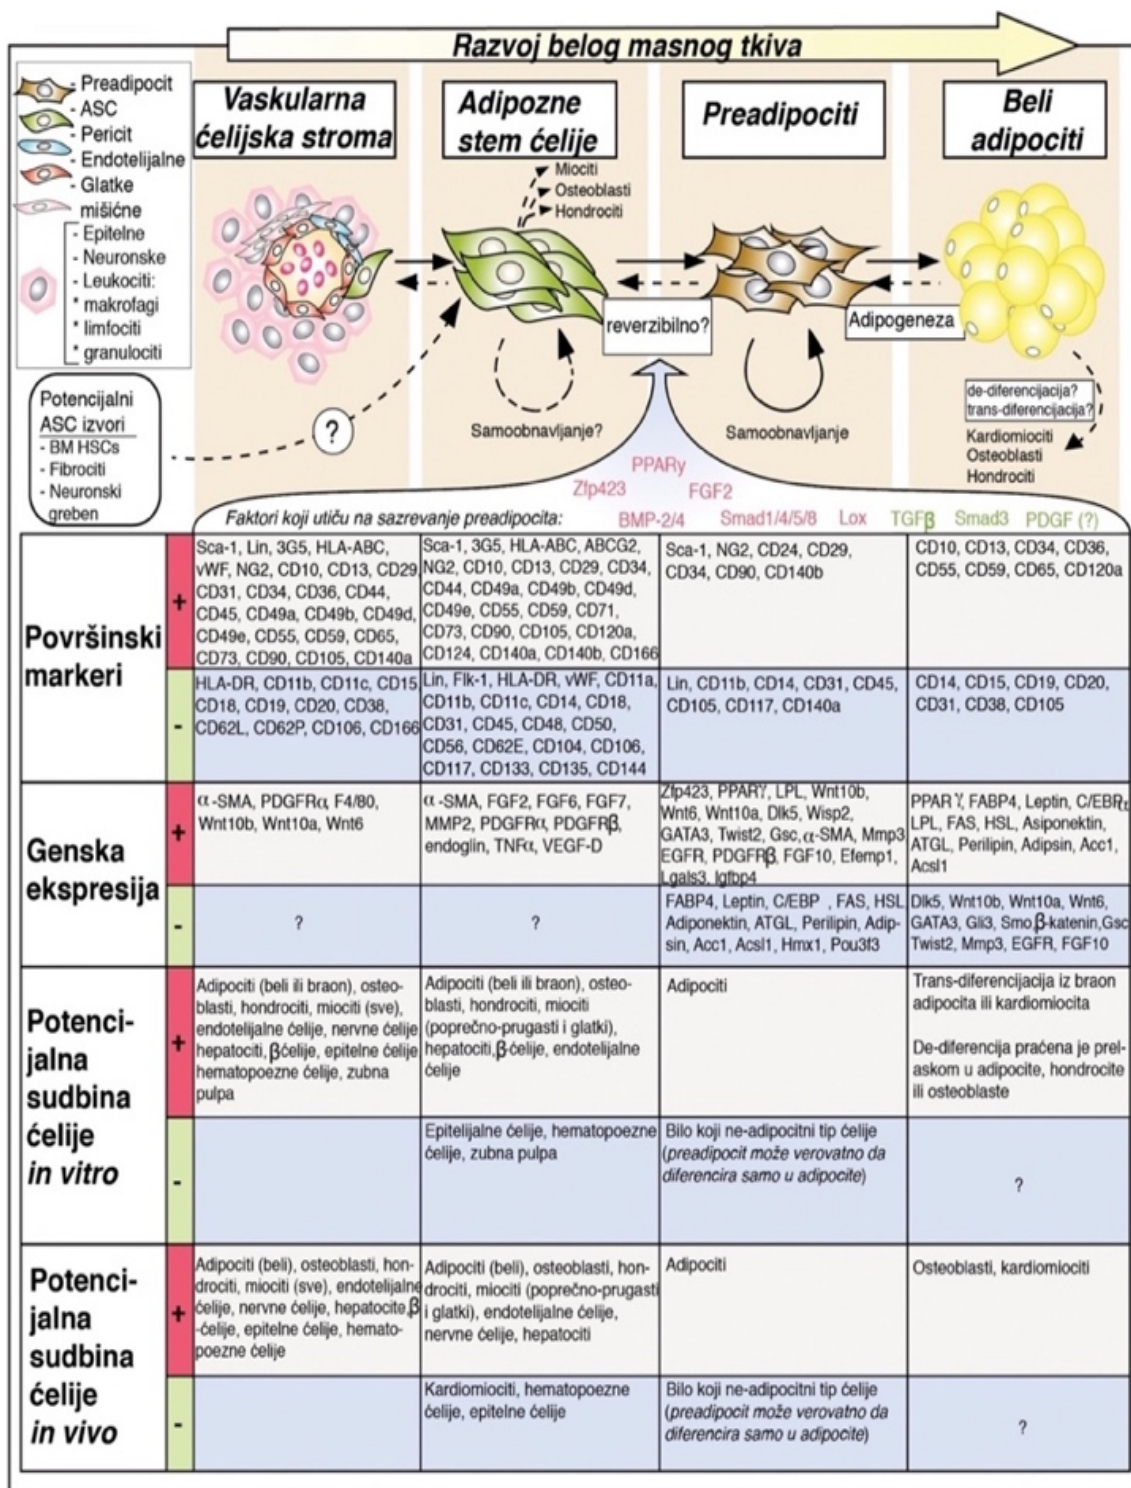 Razvoj belog masnog tkiva
- Preadipocit
- ASC
- Pericit
- Endotelijalne
- Glatke
mišićne
- Epitelne
- Neuronske
- Leukociti:
* makrofagi
* limfociti
* granulociti
Vaskularna
ćelijska stroma
Adipozne
stem ćelije
Preadipociti
Beli
adipociti
Miociti
Osteoblasti
Hondrociti
reverzibilno?
Adipogeneza
Potencijalni
ASC izvori
- BM HSCs
- Fibrociti
- Neuronski
greben
?
Samoobnavljanje?
Samoobnavljanje
de-diferencijacija?
trans-diferencijacija?
Kardiomiociti
Osteoblasti
Hondrociti
PPARγ
Zfp423
FGF2
Faktori koji utiču na sazrevanje preadipocita:
BMP-2/4 Smad1/4/5/8 Lox TGFβ Smad3 PDGF (?)
Površinski
markeri
+
Sca-1, Lin, 3G5, HLA-ABC,
vWF, NG2, CD10, CD13, CD29,
CD31, CD34, CD36, CD44,
CD45, CD49a, CD49b, CD49d,
CD49e, CD55, CD59, CD65,
CD73, CD90, CD105, CD140a
Sca-1, 3G5, HLA-ABC, ABCG2,
NG2, CD10, CD13, CD29, CD34,
CD44, CD49a, CD49b, CD49d,
CD49e, CD55, CD59, CD71,
CD73, CD90, CD105, CD120a,
CD124, CD140a, CD140b, CD166
Sca-1, NG2, CD24, CD29,
CD34, CD90, CD140b
CD10, CD13, CD34, CD36,
CD55, CD59, CD65, CD120a
-
HLA-DR, CD11b, CD11c, CD15,
CD18, CD19, CD20, CD38,
CD62L, CD62P, CD106, CD166
Lin, Flk-1, HLA-DR, vWF, CD11a,
CD11b, CD11c, CD14, CD18,
CD31, CD45, CD48, CD50,
CD56, CD62E, CD104, CD106,
CD117, CD133, CD135, CD144
Lin, CD11b, CD14, CD31, CD45,
CD105, CD117, CD140a
CD14, CD15, CD19, CD20,
CD31, CD38, CD105
Genska
ekspresija
+
α-SMA, PDGFRα, F4/80,
Wnt10b, Wnt10a, Wnt6
α-SMA, FGF2, FGF6, FGF7,
MMP2, PDGFRα, PDGFRβ,
endoglin, TNFα, VEGF-D
Zfp423, PPARγ, LPL, Wnt10b,
Wnt6, Wnt10a, Dlk5, Wisp2,
GATA3, Twist2, Gsc, α-SMA, Mmp3
EGFR, PDGFRβ, FGF10, Efemp1,
Lgals3, Igfbp4
PPARγ, FABP4, Leptin, C/EBRα
LPL, FAS, HSL, Asiponektin,
ATGL, Perilipin, Adipsin, Acc1,
Acsl1
-
?
?
FABP4, Leptin, C/EBP , FAS, HSL,
Adiponektin, ATGL, Perilipin, Adip-
sin, Acc1, Acsl1, Hmx1, Pou3f3
Dlk5, Wnt10b, Wnt10a, Wnt6,
GATA3, Gli3, Smo,β-katenin,Gsc
Twist2, Mmp3, EGFR, FGF10
Potenci-
jalna
sudbina
ćelije
in vitro
+
Adipociti (beli ili braon), osteo-
blasti, hondrociti, miociti (sve),
endotelijalne ćelije, nervne ćelije
hepatociti,βćelije, epitelne ćelije,
hematopoezne ćelije, zubna
pulpa
Adipociti (beli ili braon), osteo-
blasti, hondrociti, miociti
(poprečno-prugasti i glatki),
hepatociti,β-ćelije, endotelijalne
ćelije
Adipociti
Trans-diferencijacija iz braon
adipocita ili kardiomiocita
De-diferencija praćena je prel-
askom u adipocite, hondrocite
ili osteoblaste
-
Epitelijalne ćelije, hematopoezne
ćelije, zubna pulpa
Bilo koji ne-adipocitni tip ćelije
(preadipocit može verovatno da
diferencira samo u adipocite)
?
Potenci-
jalna
sudbina
ćelije
in vivo
+
Adipociti (beli), osteoblasti, hon-
drociti, miociti (sve), endotelijalne
ćelije, nervne ćelije, hepatocite,β
-ćelije, epitelne ćelije, hemato-
poezne ćelije
Adipociti (beli), osteoblasti, hon-
drociti, miociti (poprečno-prugasti
i glatki), endotelijalne ćelije,
nervne ćelije, hepatociti
Adipociti
Osteoblasti, kardiomiociti
-
Kardiomiociti, hematopoezne
ćelije, epitelne ćelije
Bilo koji ne-adipocitni tip ćelije
(preadipocit može verovatno da
diferencira samo u adipocite)
?